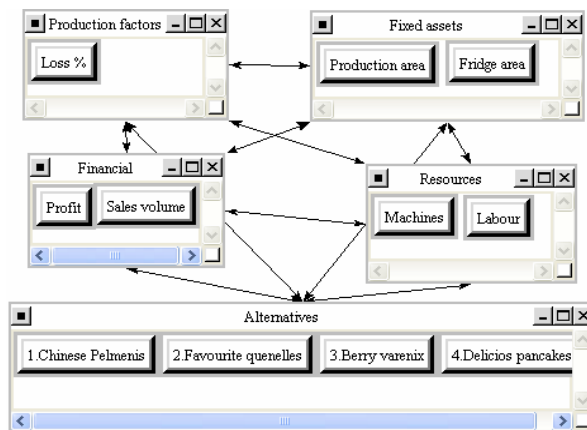 Production factors
Loss %
Fixed assets
Production area
Fridge area
Financial
Profit
Sales volume
Resources
Machines
Labour
Alternatives
1.Chinese Pelmenis
2.Favourite quenelles
3.Berry varenix
4.Delicios pancakes